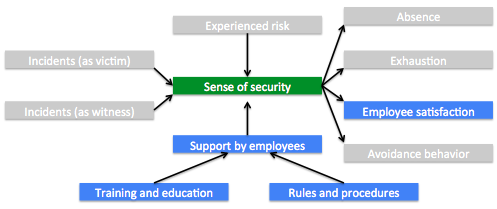 Experienced risk
Absence
Incidents (as victim)
Exhaustion
Sense of security
Incidents (as witness)
Employee satisfaction
Support by employees
Avoidance behavior
Training and education
Rules and procedures